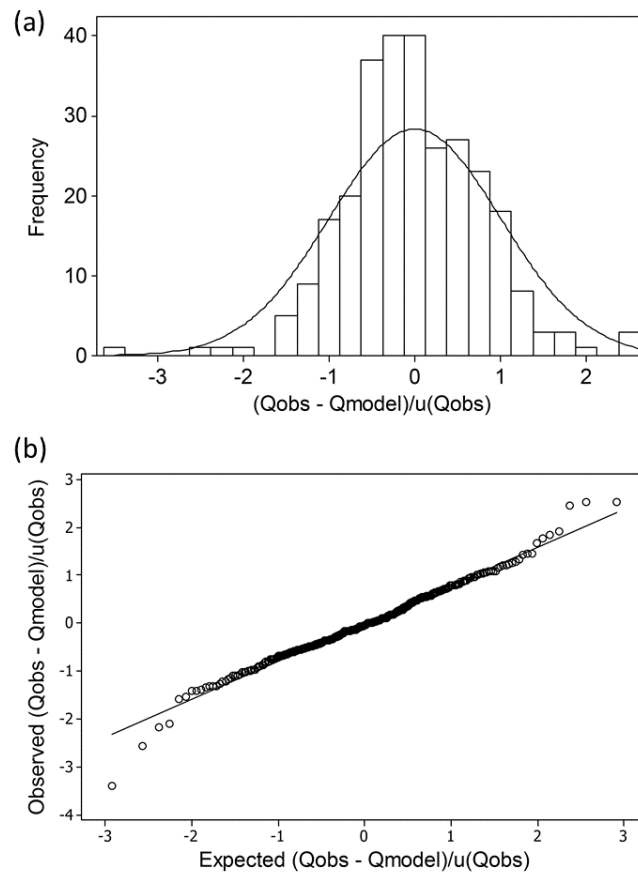 (a)
40
30
20
10
0
Frequency
-3 -2 -1 0 1 2
(Qobs - Qmodel)/u(Qobs)
(b)
3
2
1
0
-1
-2
-3
-4
Observed (Qobs - Qmodel)/u(Qobs)
-3 -2 -1 0 1 2 3
Expected (Qobs - Qmodel)/u(Qobs)